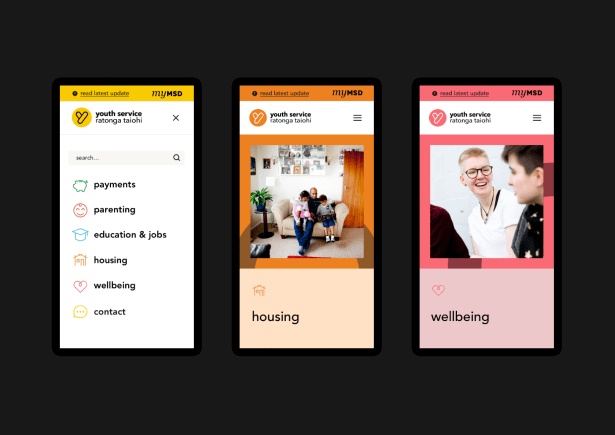 read latest update
myMSD
youth service
ratonga taiohi
search...
payments
parenting
education & jobs
housing
wellbeing
contact
read latest update
myMSD
youth service
ratonga taiohi
housing
read latest update
myMSD
youth service
ratonga taiohi
wellbeing